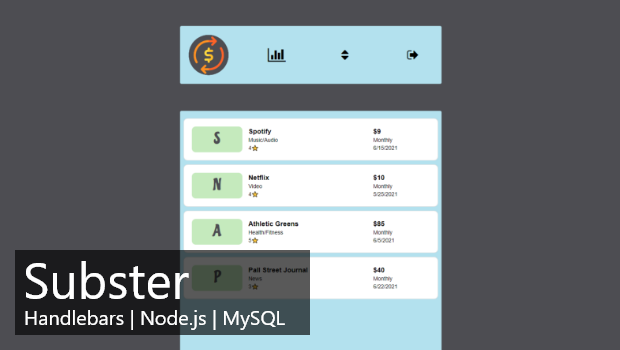 $
S
Spotify
Music/Audio
4
$9
Monthly
6/15/2021
N
Netflix
Video
4
$10
Monthly
5/25/2021
A
Athletic Greens
Health/Fitness
5
$85
Monthly
6/5/2021
P
Pall Street Journal
News
$40
Monthly
6/22/2021
Subster
Handlebars | Node.js | MySQL